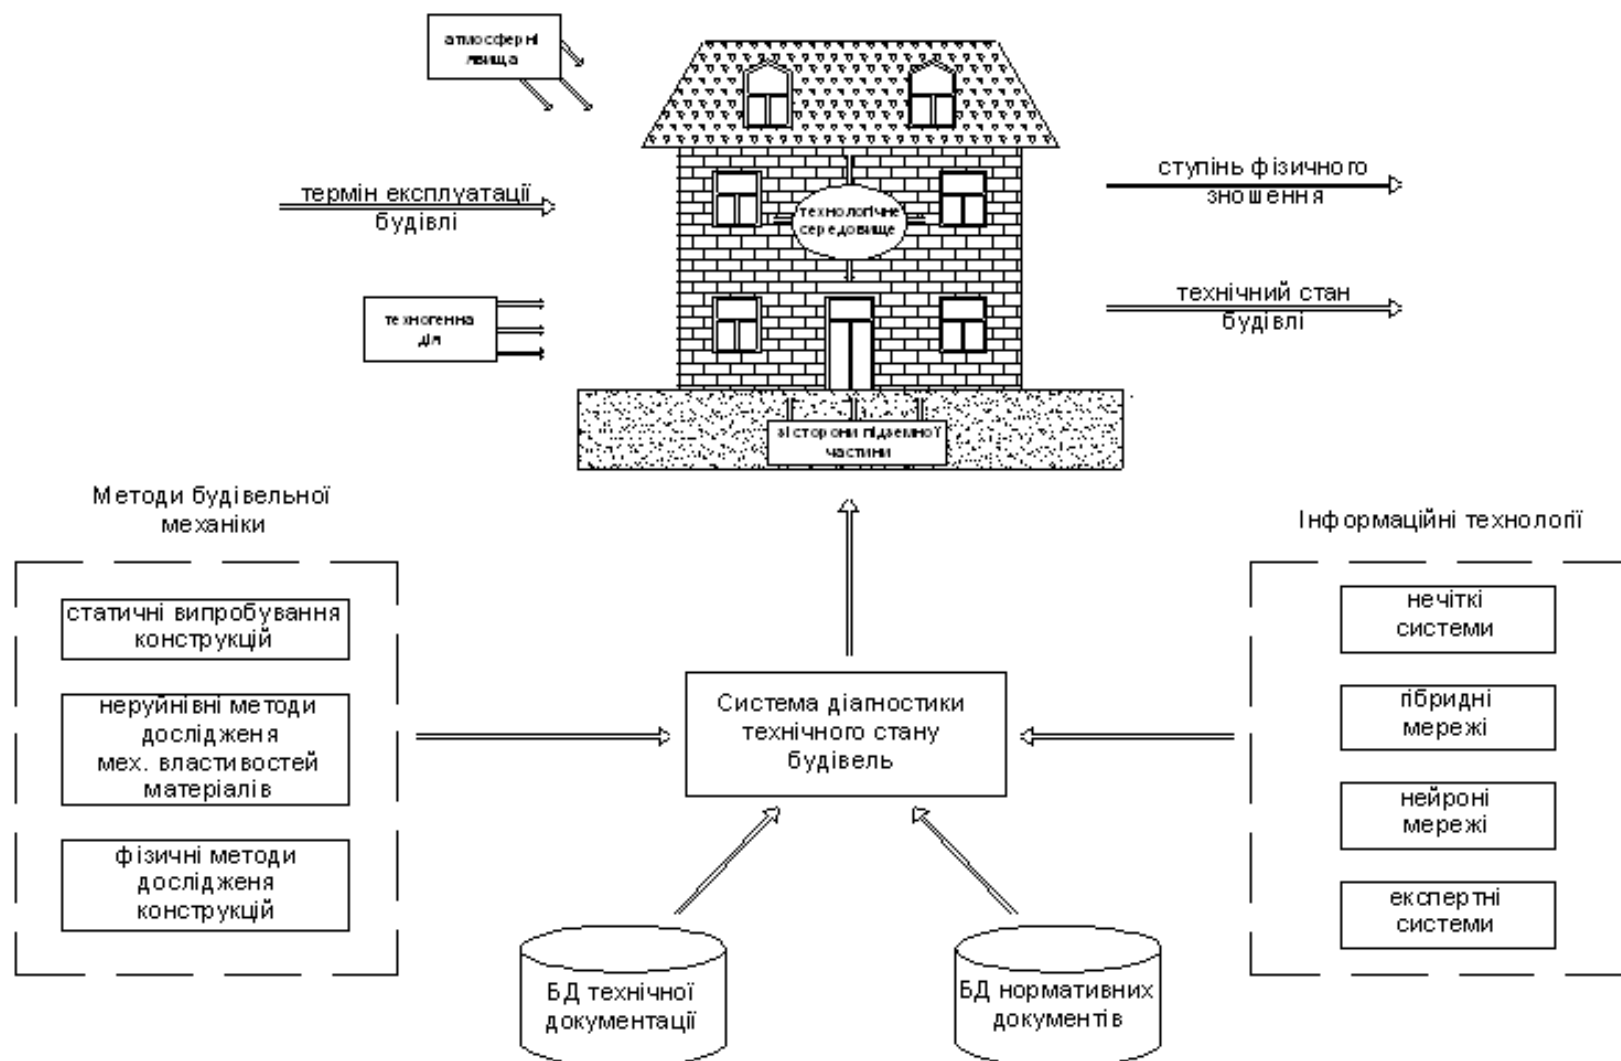 атмосферні
явища
термін експлуатації
будівлі
техногенна
дія
технологічне
середовище
ступінь фізичного
зношення
технічний стан
будівлі
зі сторони підземної
частини
Методи будівельної
механіки
статичні випробування
конструкцій
неруйнівні методи
дослідженя
мех. властивостей
матеріалів
фізичні методи
дослідженя
конструкцій
Система діагностики
технічного стану
будівель
БД технічної
документації
БД нормативних
документів
Інформаційні технології
нечіткі
системи
гібридні
мережі
нейроні
мережі
експертні
системи